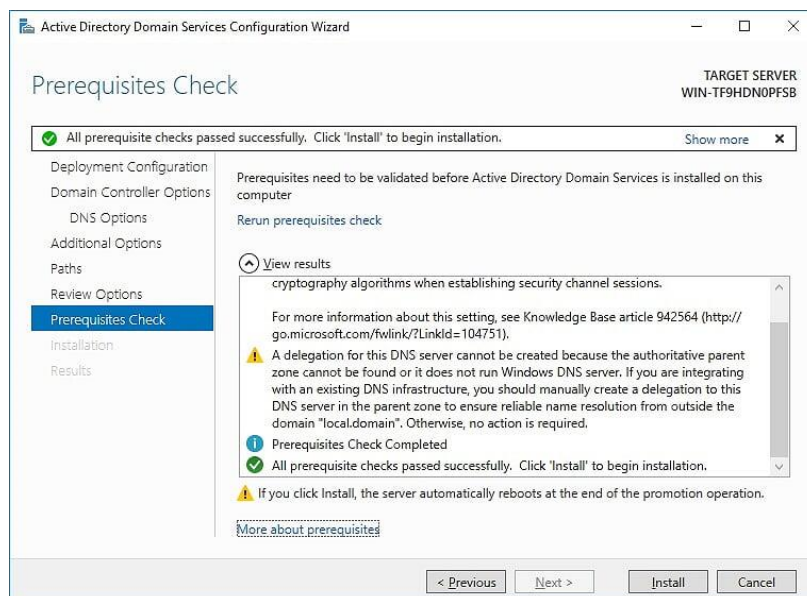 Active Directory Domain Services Configuration Wizard
Prerequisites Check
TARGET SERVER
WIN-TF9HDN0PFSB
All prerequisite checks passed successfully. Click 'Install' to begin installation.
Show more
Deployment Configuration
Domain Controller Options
DNS Options
Additional Options
Paths
Review Options
Prerequisites Check
Installation
Results
Prerequisites need to be validated before Active Directory Domain Services is installed on this
computer
Rerun prerequisites check
View results
cryptography algorithms when establishing security channel sessions.
For more information about this setting, see Knowledge Base article 942564 (http://
go.microsoft.com/fwlink/?LinkId=104751).
A delegation for this DNS server cannot be created because the authoritative parent
zone cannot be found or it does not run Windows DNS server. If you are integrating
with an existing DNS infrastructure, you should manually create a delegation to this
DNS server in the parent zone to ensure reliable name resolution from outside the
domain "local.domain". Otherwise, no action is required.
Prerequisites Check Completed
All prerequisite checks passed successfully. Click 'Install' to begin installation.
If you click Install, the server automatically reboots at the end of the promotion operation.
More about prerequisites
< Previous
Next >
Install
Cancel